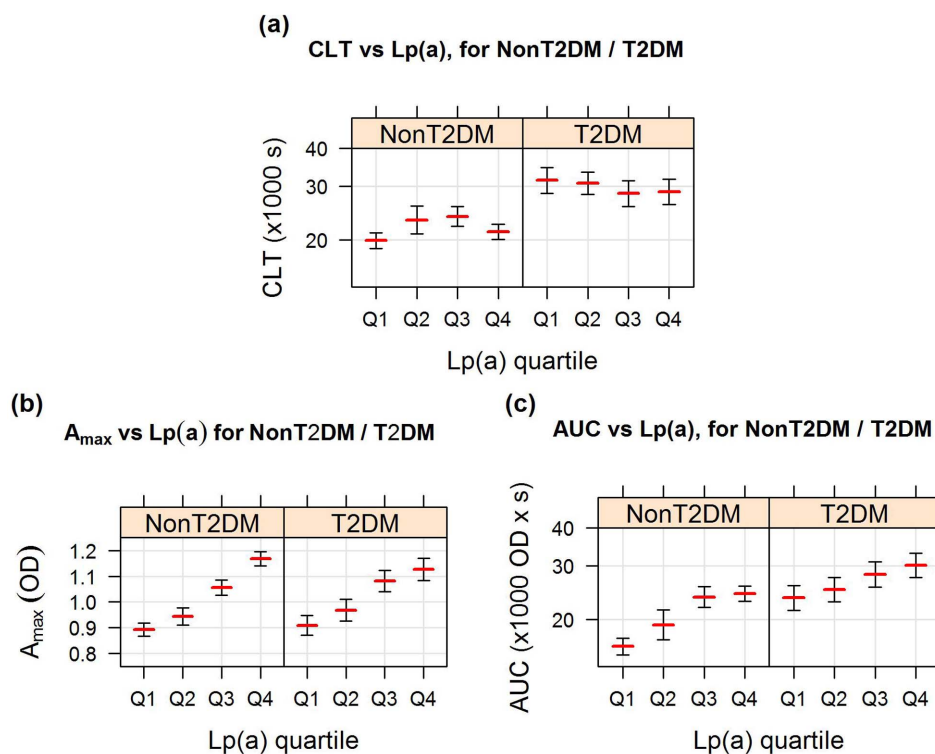 (a)
CLT vs Lp(a), for NonT2DM / T2DM
NonT2DM T2DM
CLT (x1000 s)
40
30
20
Q1 Q2 Q3 Q4 Q1 Q2 Q3 Q4
Lp(a) quartile
(b)
A_max vs Lp(a) for NonT2DM / T2DM
NonT2DM T2DM
A_max (OD)
1.2
1.1
1.0
0.9
0.8
Q1 Q2 Q3 Q4 Q1 Q2 Q3 Q4
Lp(a) quartile
(c)
AUC vs Lp(a), for NonT2DM / T2DM
NonT2DM T2DM
AUC (x1000 OD x s)
40
30
20
Q1 Q2 Q3 Q4 Q1 Q2 Q3 Q4
Lp(a) quartile